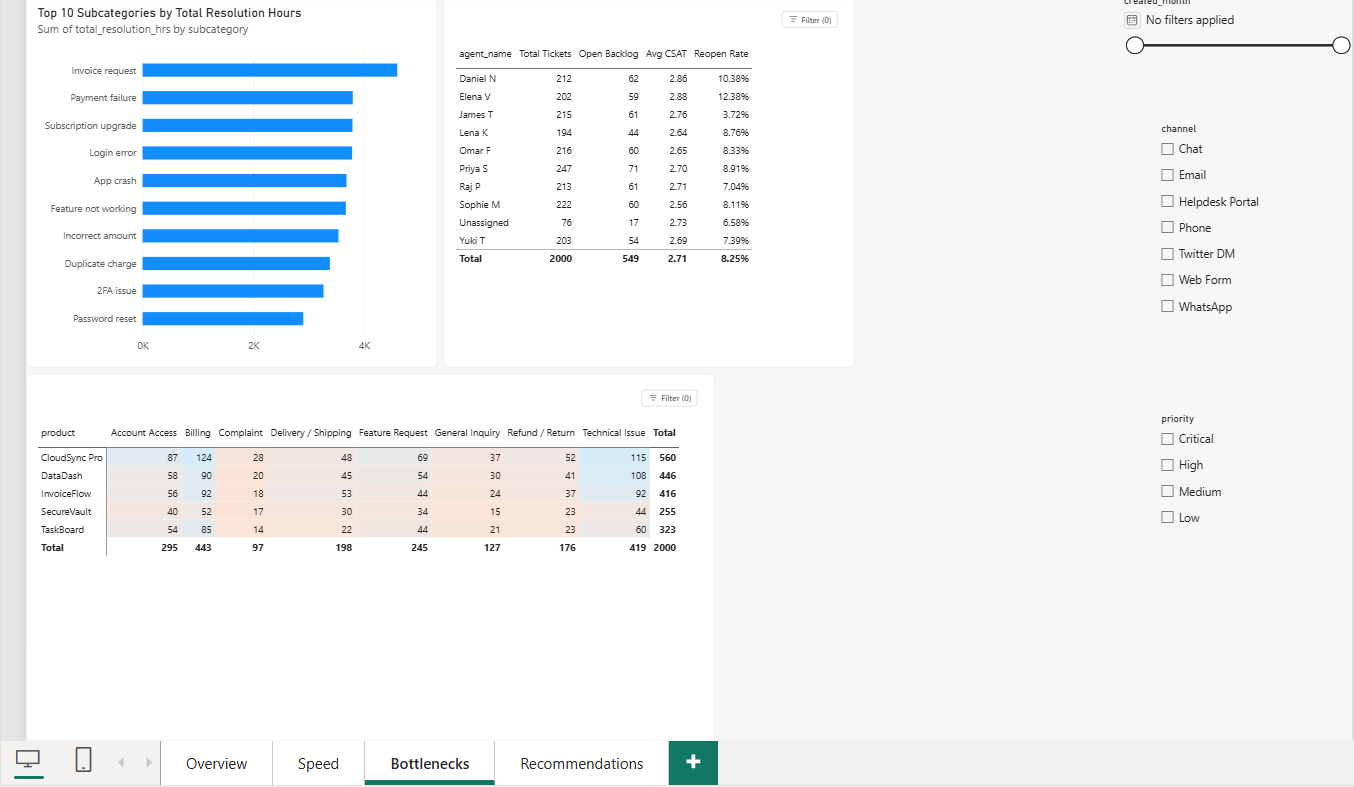 Top 10 Subcategories by Total Resolution Hours
Sum of total_resolution_hrs by subcategory
Invoice request
Payment failure
Subscription upgrade
Login error
App crash
Feature not working
Incorrect amount
Duplicate charge
2FA issue
Password reset
0K 2K 4K
Filter (0)
agent_name Total Tickets Open Backlog Avg CSAT Reopen Rate
Daniel N 212 62 2.86 10.38%
Elena V 202 59 2.88 12.38%
James T 215 61 2.76 3.72%
Lena K 194 44 2.64 8.76%
Omar F 216 60 2.65 8.33%
Priya S 247 71 2.70 8.91%
Raj P 213 61 2.71 7.04%
Sophie M 222 60 2.56 8.11%
Unassigned 76 17 2.73 6.58%
Yuki T 203 54 2.69 7.39%
Total 2000 549 2.71 8.25%
created_month
No filters applied
channel
Chat
Email
Helpdesk Portal
Phone
Twitter DM
Web Form
WhatsApp
Filter (0)
product Account Access Billing Complaint Delivery / Shipping Feature Request General Inquiry Refund / Return Technical Issue Total
CloudSync Pro 87 124 28 48 69 37 52 115 560
DataDash 58 90 20 45 54 30 41 108 446
InvoiceFlow 56 92 18 53 44 24 37 92 416
SecureVault 40 52 17 30 34 15 23 44 255
TaskBoard 54 85 14 22 44 21 23 60 323
Total 295 443 97 198 245 127 176 419 2000
priority
Critical
High
Medium
Low
Overview Speed Bottlenecks Recommendations +